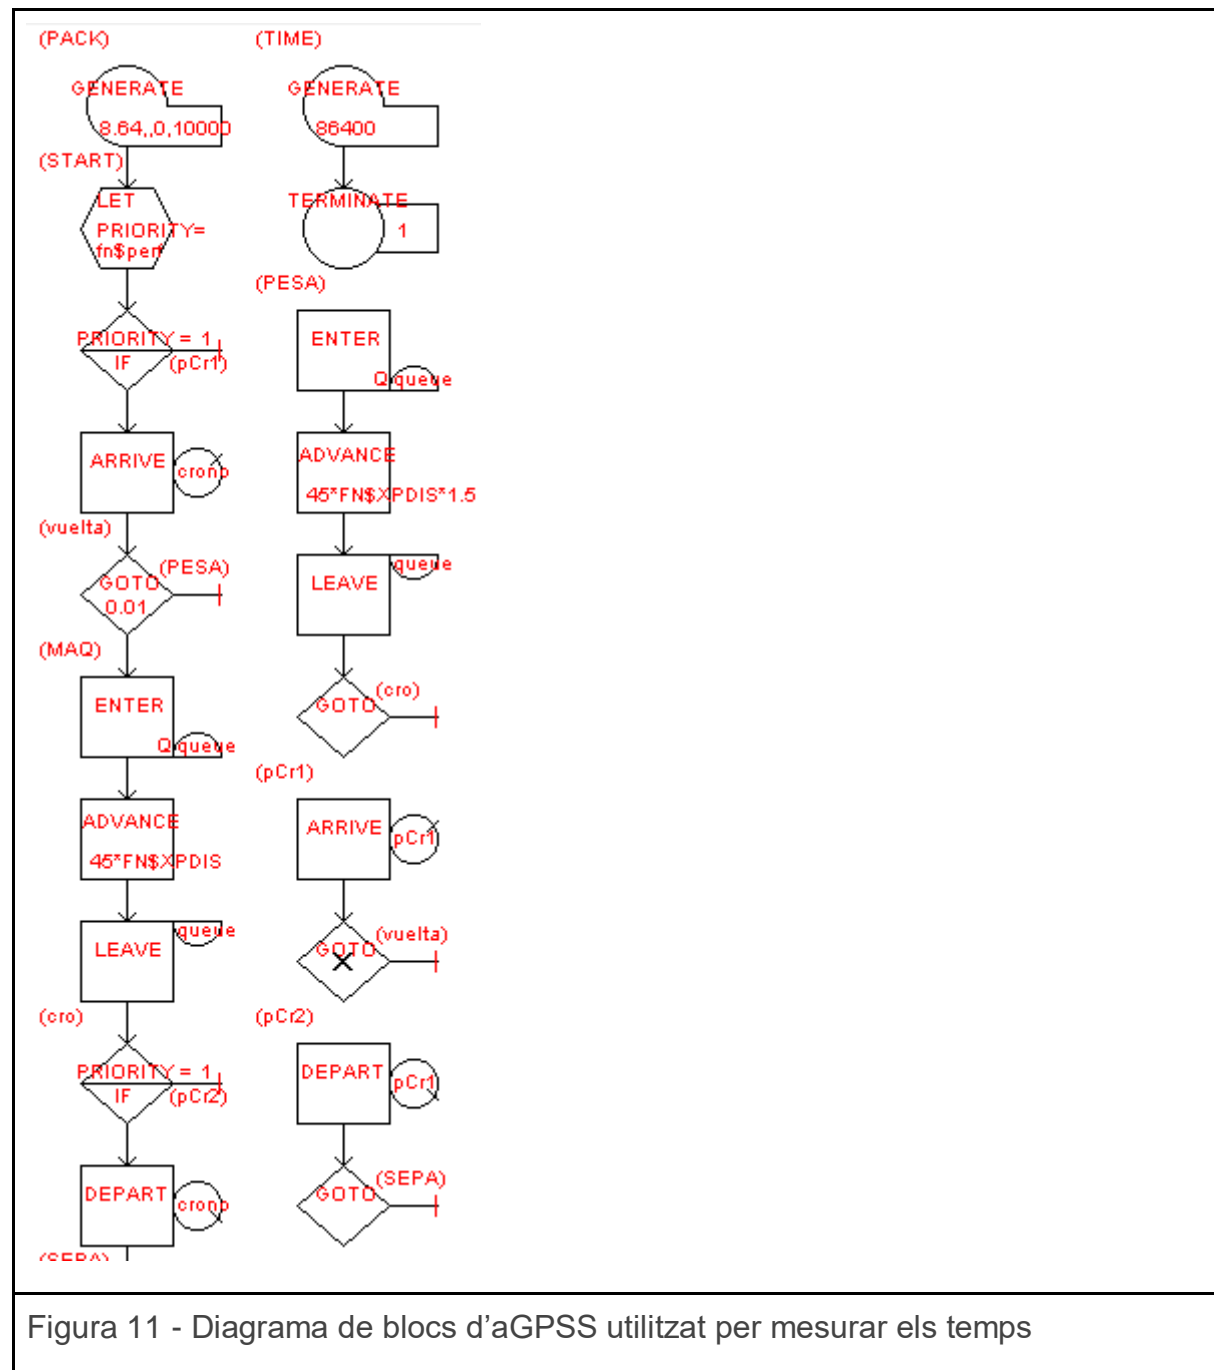 (PACK)
GENERATE
8.64,,0,10000
(START)
LET
PRIORITY=
fn$perf
PRIORITY = 1
IF
(pCr1)
ARRIVE
crono
(vuelta)
(PESA)
GOTO
0.01
(MAQ)
ENTER
Q queue
ADVANCE
45*FN$XPDIS
queue
LEAVE
(cro)
PRIORITY = 1
IF
(pCr2)
DEPART
crono
(SEPA)
(TIME)
GENERATE
86400
TERMINATE
1
(PESA)
ENTER
Q queue
ADVANCE
45*FN$XPDIS*1.5
queue
LEAVE
(cro)
GOTO
(pCr1)
ARRIVE
pCr1
(vuelta)
GOTO
(pCr2)
DEPART
pCr1
(SEPA)
GOTO
Figura 11 - Diagrama de blocs d’aGPSS utilitzat per mesurar els temps